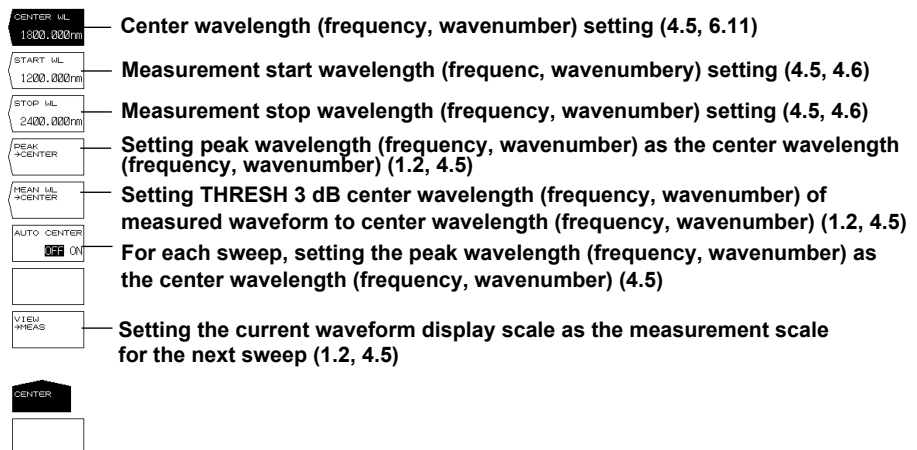 CENTER WL
1800.000nm
Center wavelength (frequency, wavenumber) setting (4.5, 6.11)
START WL
1200.000nm
Measurement start wavelength (frequenc, wavenumbery) setting (4.5, 4.6)
STOP WL
2400.000nm
Measurement stop wavelength (frequency, wavenumber) setting (4.5, 4.6)
PEAK
→CENTER
Setting peak wavelength (frequency, wavenumber) as the center wavelength
(frequency, wavenumber) (1.2, 4.5)
MEAN WL
→CENTER
Setting THRESH 3 dB center wavelength (frequency, wavenumber) of
measured waveform to center wavelength (frequency, wavenumber) (1.2, 4.5)
AUTO CENTER
OFF ON
For each sweep, setting the peak wavelength (frequency, wavenumber) as
the center wavelength (frequency, wavenumber) (4.5)
VIEW
→MEAS
Setting the current waveform display scale as the measurement scale
for the next sweep (1.2, 4.5)
CENTER